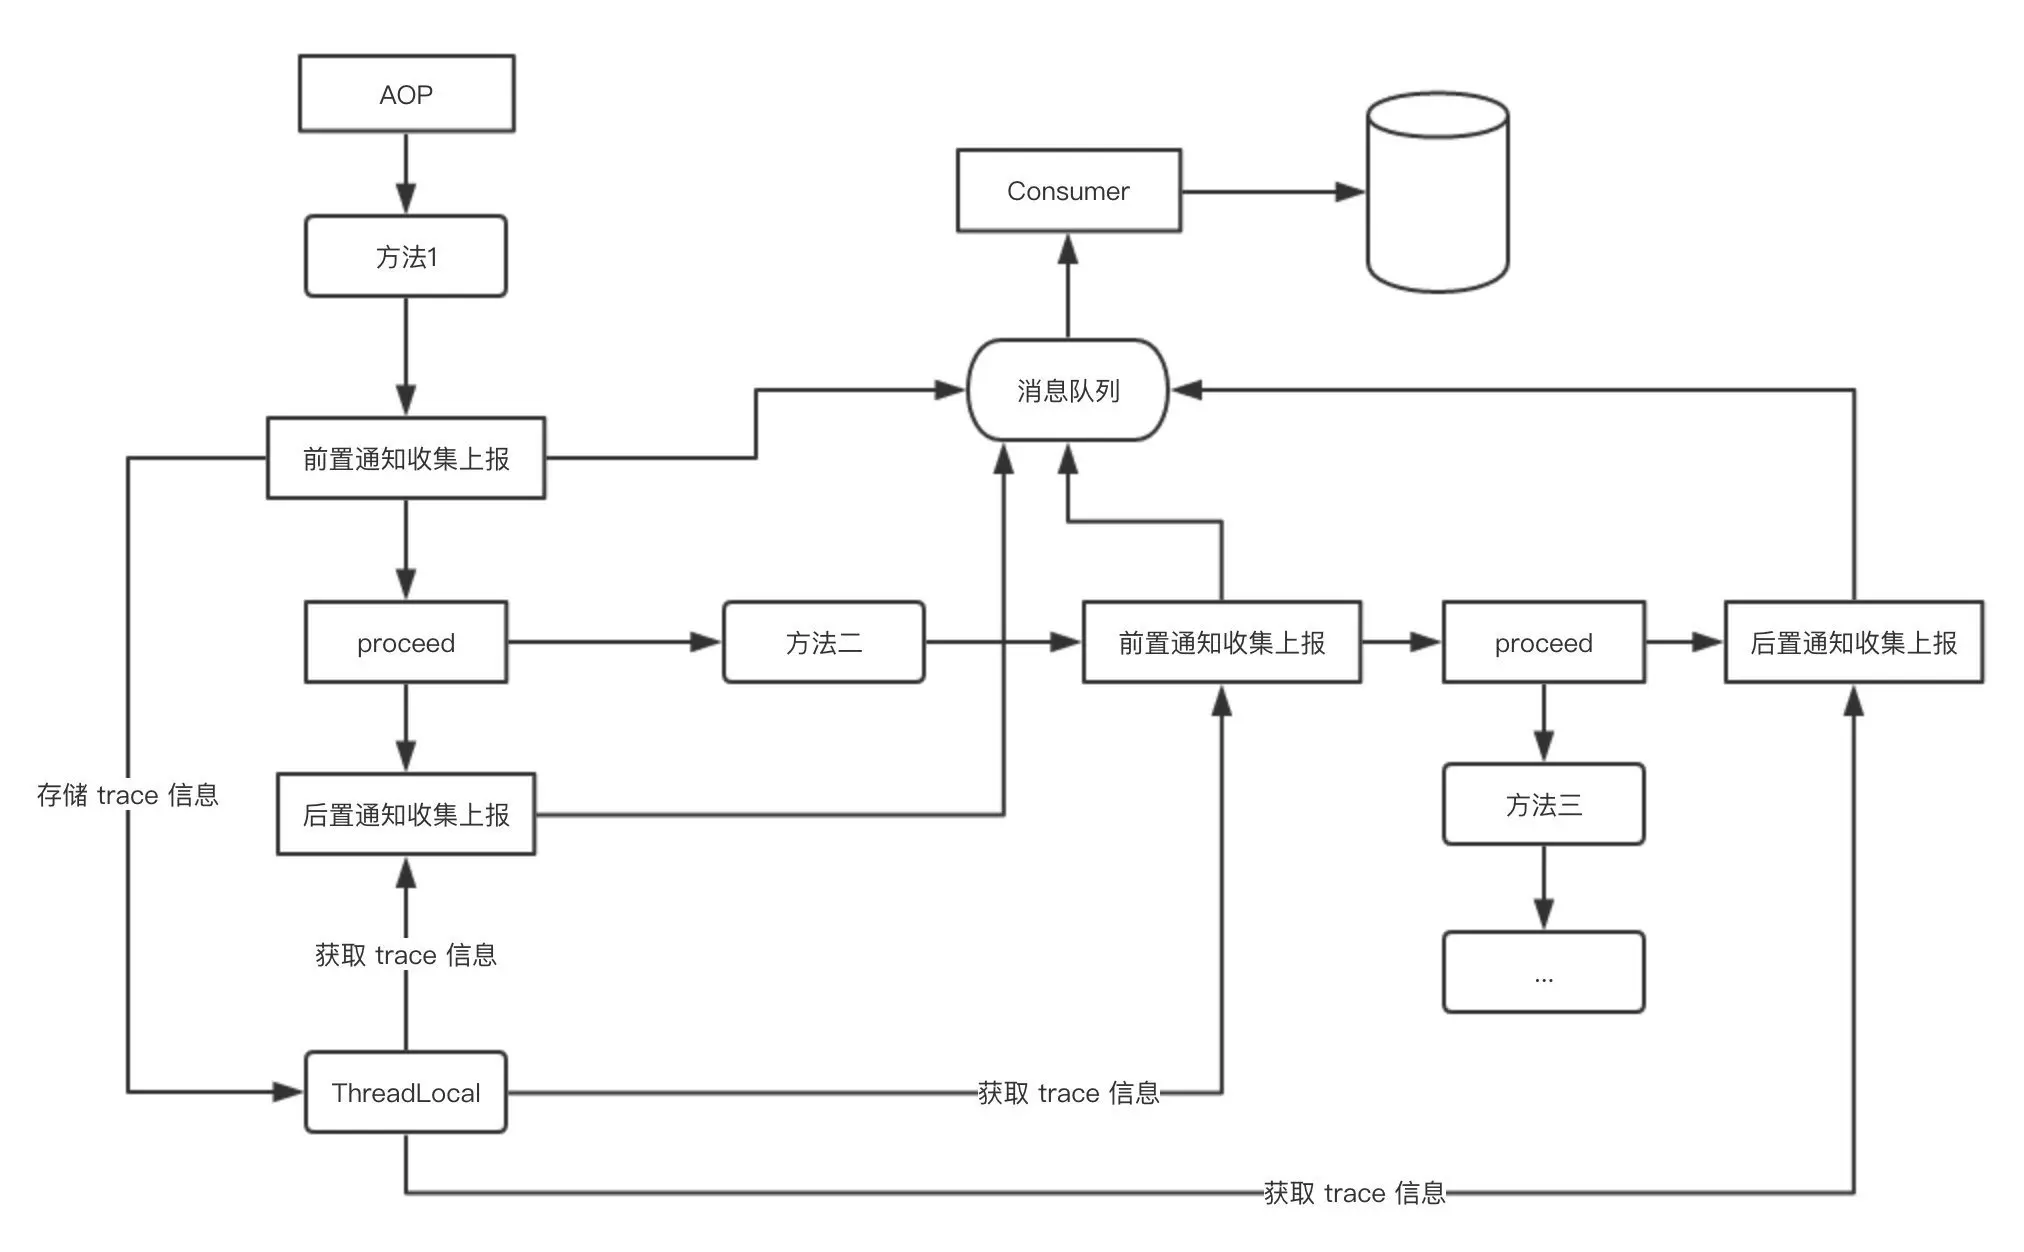 AOP
方法1
Consumer
消息队列
前置通知收集上报
proceed
方法二
前置通知收集上报
proceed
后置通知收集上报
存储 trace 信息
后置通知收集上报
方法三
获取 trace 信息
...
ThreadLocal
获取 trace 信息
获取 trace 信息